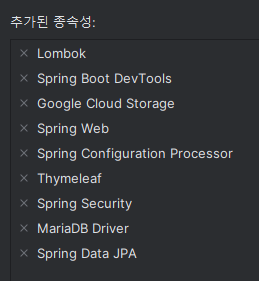 추가된 종속성:
Lombok
Spring Boot DevTools
Google Cloud Storage
Spring Web
Spring Configuration Processor
Thymeleaf
Spring Security
MariaDB Driver
Spring Data JPA